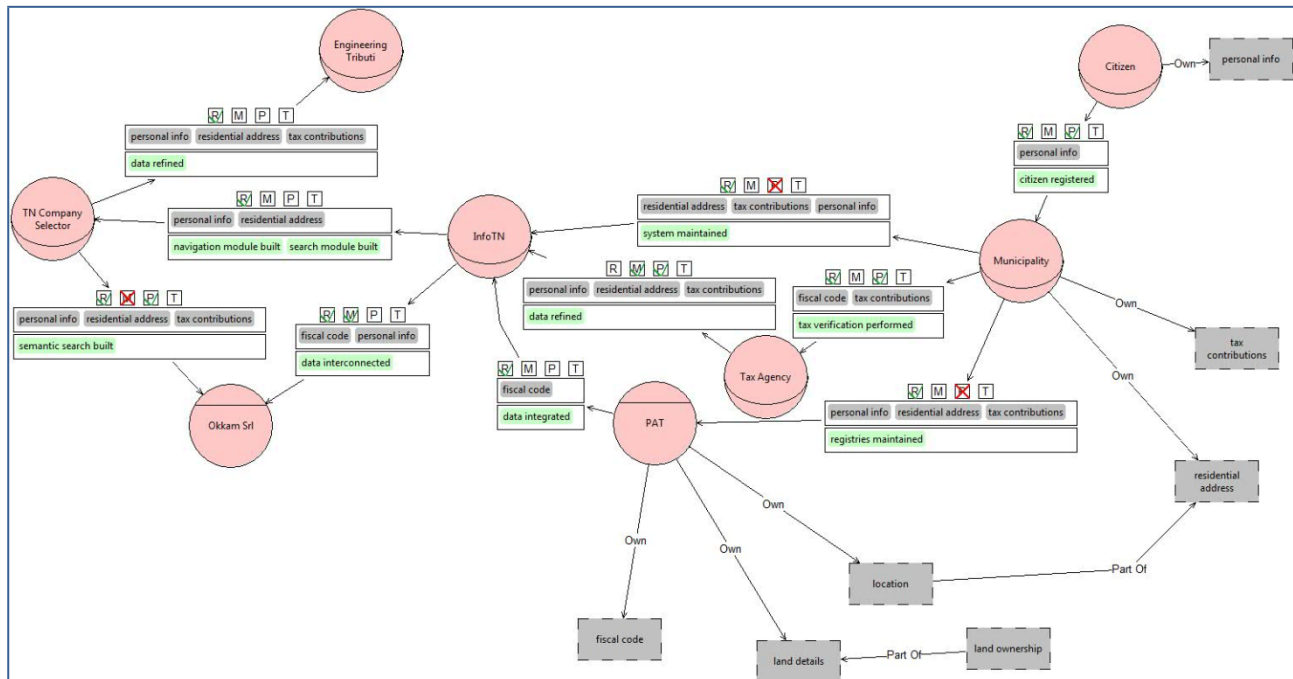 Engineering
Tributi
Citizen
Own
personal info
R M P T
personal info residential address tax contributions
data refined
R M P T
personal info
citizen registered
TN Company
Selector
R M P T
personal info residential address
navigation module built search module built
InfoTN
R M P T
residential address tax contributions personal info
system maintained
Municipality
R M P T
personal info residential address tax contributions
semantic search built
R M P T
fiscal code personal info
data interconnected
R M P T
personal info residential address tax contributions
data refined
R M P T
fiscal code tax contributions
tax verification performed
Own
tax
contributions
Own
Tax Agency
R M P T
fiscal code
data integrated
R M P T
personal info residential address tax contributions
registries maintained
Okkam Srl
PAT
residential
address
Own
Own
Own
Part Of
location
fiscal code
land details
Part Of
land ownership